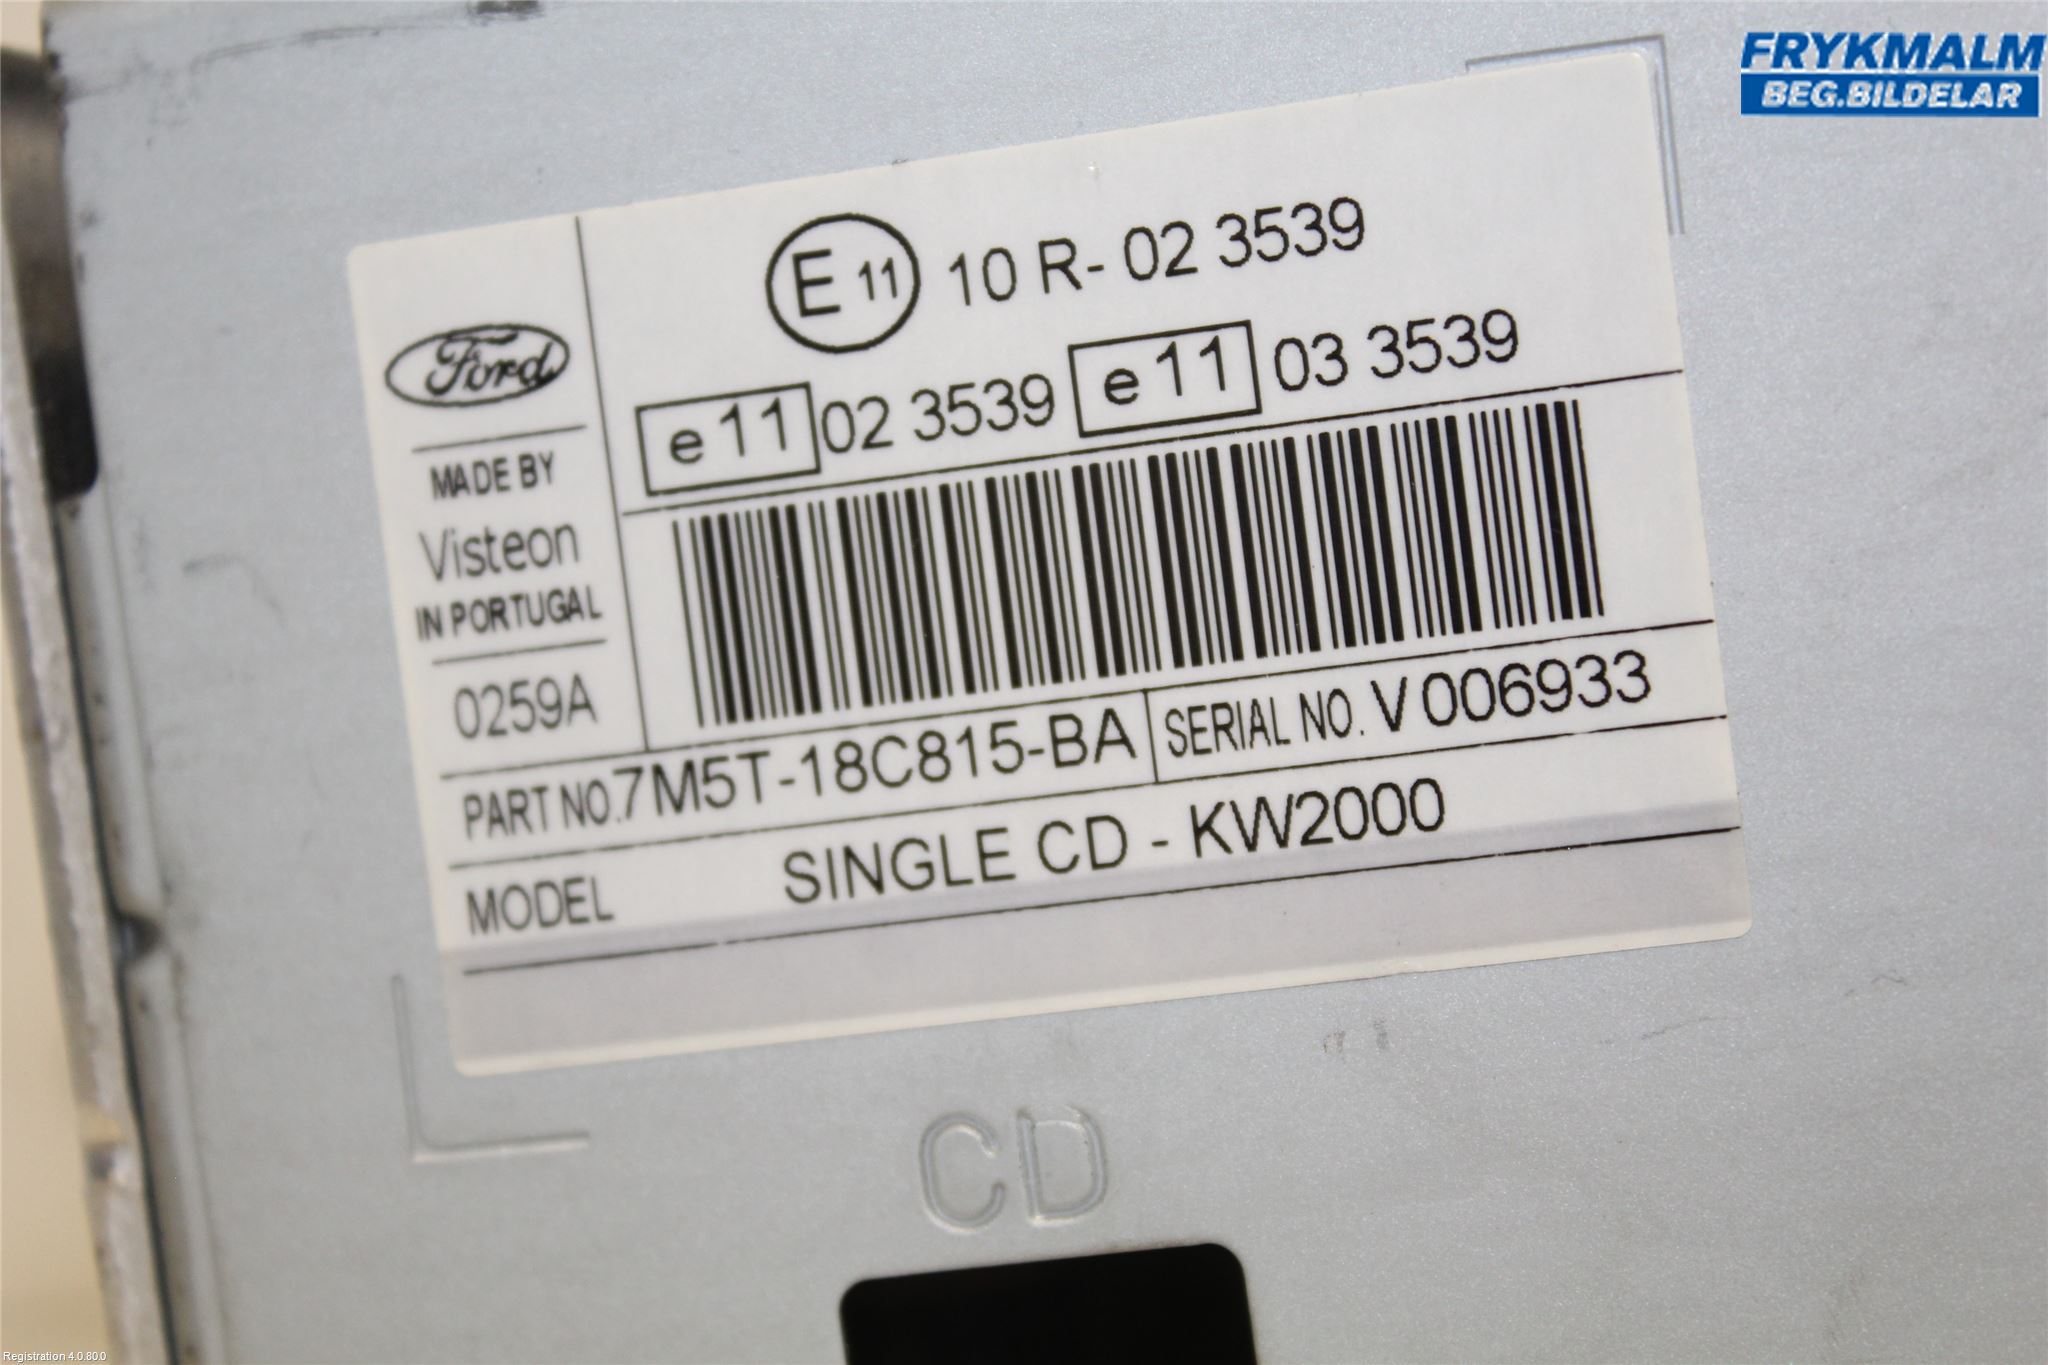 FRYKMALM
BEG.BILDELAR
E 11 10 R- 02 3539
e 11 02 3539 e 11 03 3539
Ford
MADE BY
Visteon
IN PORTUGAL
0259A
PART NO. 7M5T-18C815-BA SERIAL NO. V 006933
MODEL SINGLE CD - KW2000
CD
Registration 4.0.80.0